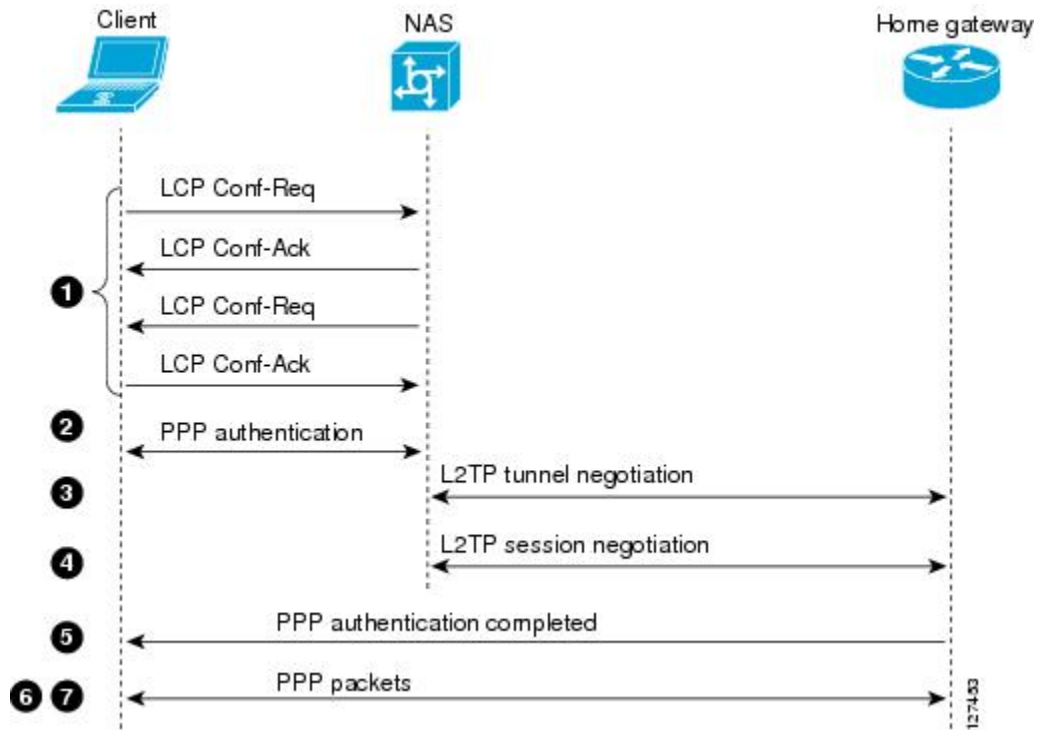 Client
NAS
Home gateway
LCP Conf-Req
LCP Conf-Ack
1
LCP Conf-Req
LCP Conf-Ack
2
PPP authentication
3
L2TP tunnel negotiation
4
L2TP session negotiation
5
PPP authentication completed
6 7
PPP packets
127453